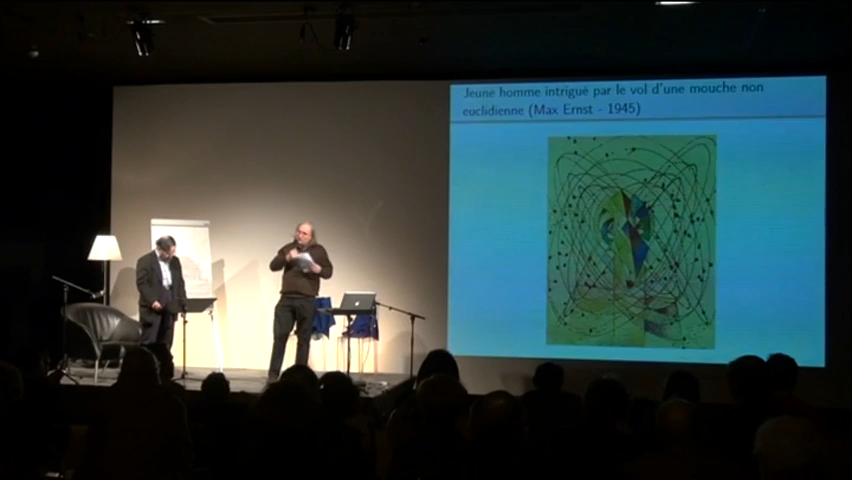 Jeune homme intrigué par le vol d'une mouche non
euclidienne (Max Ernst - 1945)